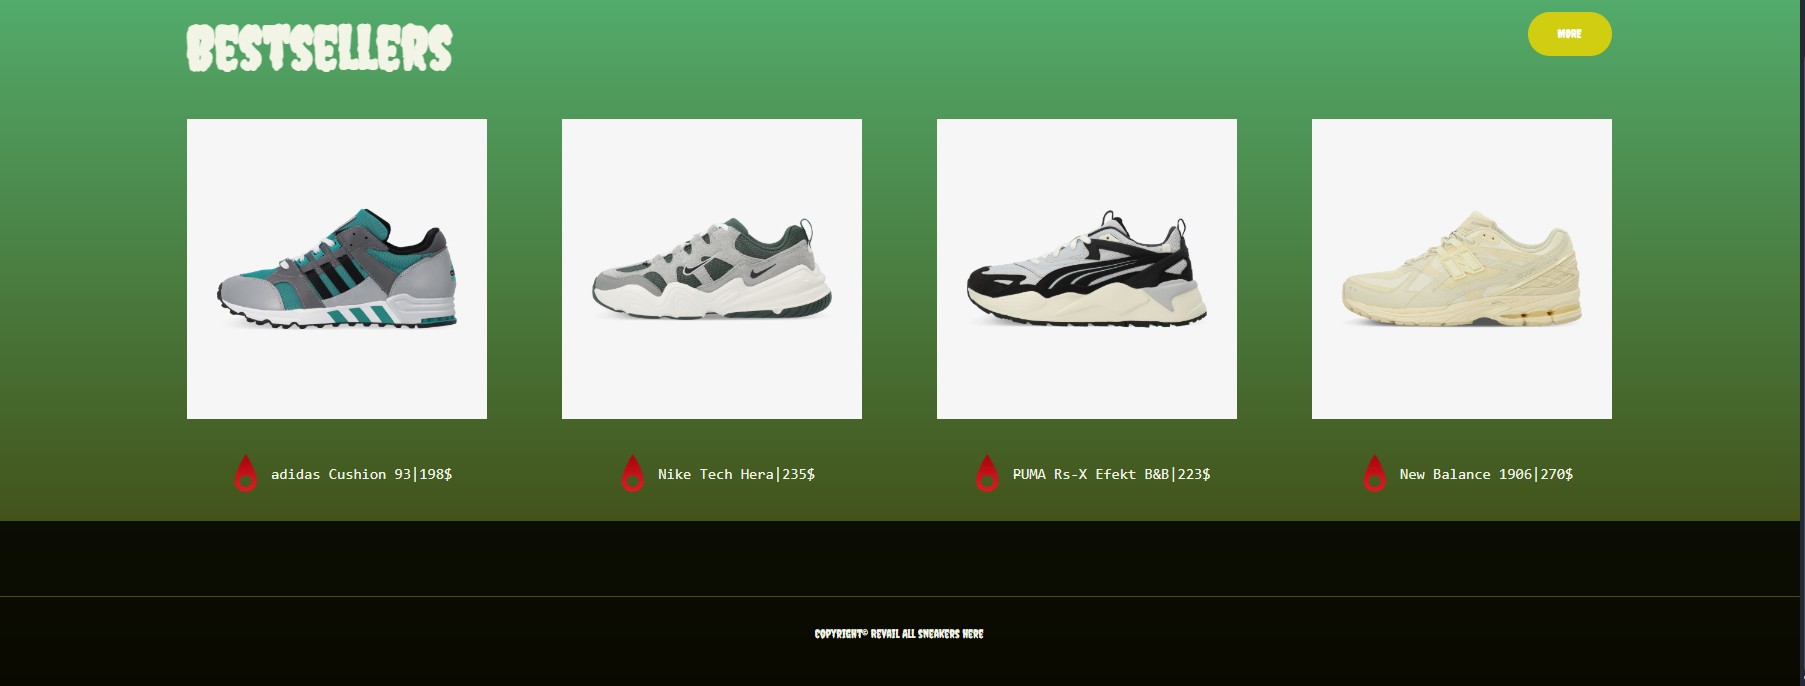 BESTSELLERS
MORE
adidas Cushion 93|198$
Nike Tech Hera|235$
PUMA Rs-X Efekt B&B|223$
New Balance 1906|270$
COPYRIGHT© REVAIL ALL SNEAKERS HERE